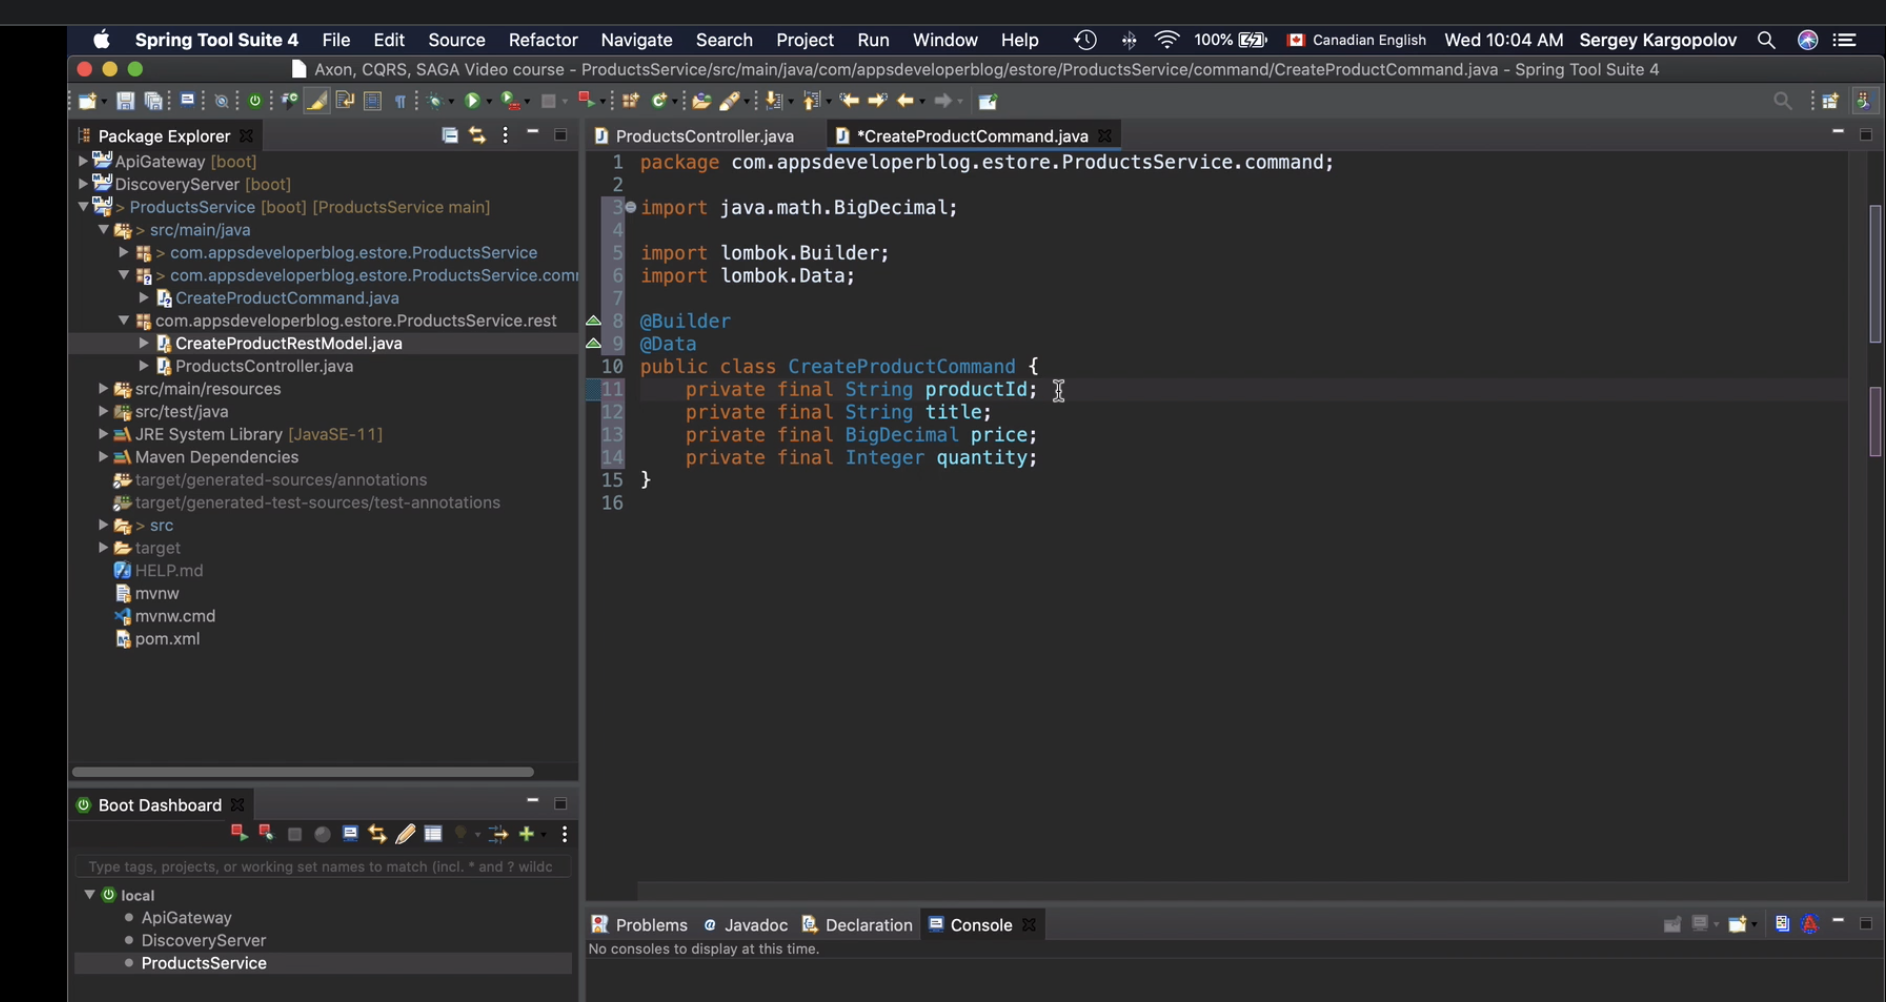 Spring Tool Suite 4 File Edit Source Refactor Navigate Search Project Run Window Help 100% Canadian English Wed 10:04 AM Sergey Kargopolov
Axon, CQRS, SAGA Video course - ProductsService/src/main/java/com/appsdeveloperblog/estore/ProductsService/command/CreateProductCommand.java - Spring Tool Suite 4
Package Explorer
ApiGateway [boot]
DiscoveryServer [boot]
> ProductsService [boot] [ProductsService main]
> src/main/java
> com.appsdeveloperblog.estore.ProductsService
> com.appsdeveloperblog.estore.ProductsService.comm
CreateProductCommand.java
com.appsdeveloperblog.estore.ProductsService.rest
CreateProductRestModel.java
ProductsController.java
src/main/resources
src/test/java
JRE System Library [JavaSE-11]
Maven Dependencies
target/generated-sources/annotations
target/generated-test-sources/test-annotations
> src
target
HELP.md
mvnw
mvnw.cmd
pom.xml
ProductsController.java *CreateProductCommand.java
1 package com.appsdeveloperblog.estore.ProductsService.command;
2
3 import java.math.BigDecimal;
4
5 import lombok.Builder;
6 import lombok.Data;
7
8 @Builder
9 @Data
10 public class CreateProductCommand {
11 private final String productId;
12 private final String title;
13 private final BigDecimal price;
14 private final Integer quantity;
15 }
16
Boot Dashboard
Type tags, projects, or working set names to match (incl. * and ? wildc
local
ApiGateway
DiscoveryServer
ProductsService
Problems @ Javadoc Declaration Console
No consoles to display at this time.